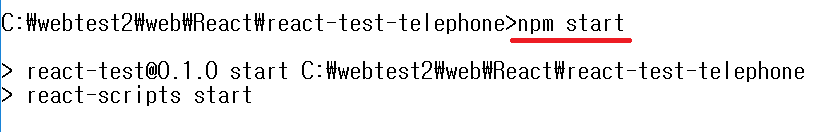 C:₩webtest2₩web₩React₩react-test-telephone>npm start
> react-test@0.1.0 start C:₩webtest2₩web₩React₩react-test-telephone
> react-scripts start